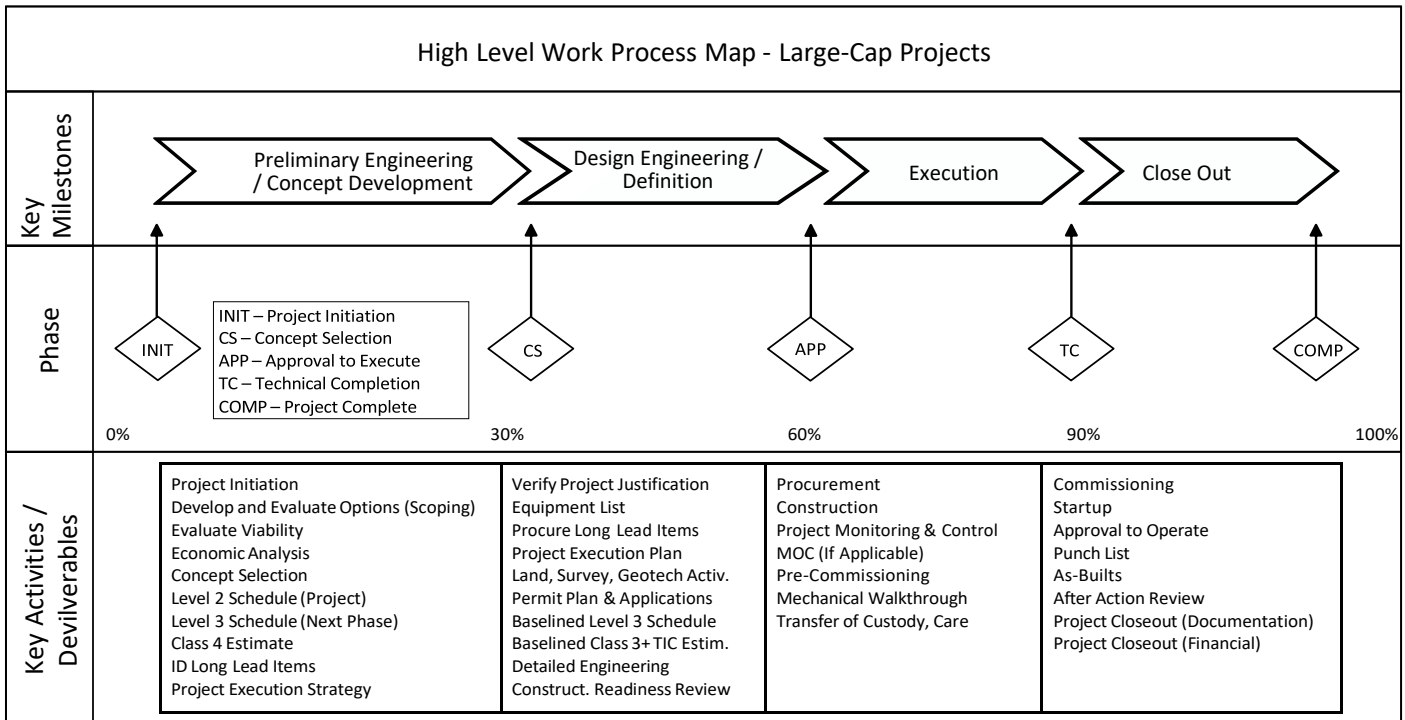 High Level Work Process Map - Large-Cap Projects
Key
Milestones
Preliminary Engineering
/ Concept Development
Design Engineering /
Definition
Execution
Close Out
Phase
INIT
INIT – Project Initiation
CS – Concept Selection
APP – Approval to Execute
TC – Technical Completion
COMP – Project Complete
CS
APP
TC
COMP
0%
30%
60%
90%
100%
Key Activities /
Devilverables
Project Initiation
Develop and Evaluate Options (Scoping)
Evaluate Viability
Economic Analysis
Concept Selection
Level 2 Schedule (Project)
Level 3 Schedule (Next Phase)
Class 4 Estimate
ID Long Lead Items
Project Execution Strategy
Verify Project Justification
Equipment List
Procure Long Lead Items
Project Execution Plan
Land, Survey, Geotech Activ.
Permit Plan & Applications
Baselined Level 3 Schedule
Baselined Class 3+ TIC Estim.
Detailed Engineering
Construct. Readiness Review
Procurement
Construction
Project Monitoring & Control
MOC (If Applicable)
Pre-Commissioning
Mechanical Walkthrough
Transfer of Custody, Care
Commissioning
Startup
Approval to Operate
Punch List
As-Builts
After Action Review
Project Closeout (Documentation)
Project Closeout (Financial)